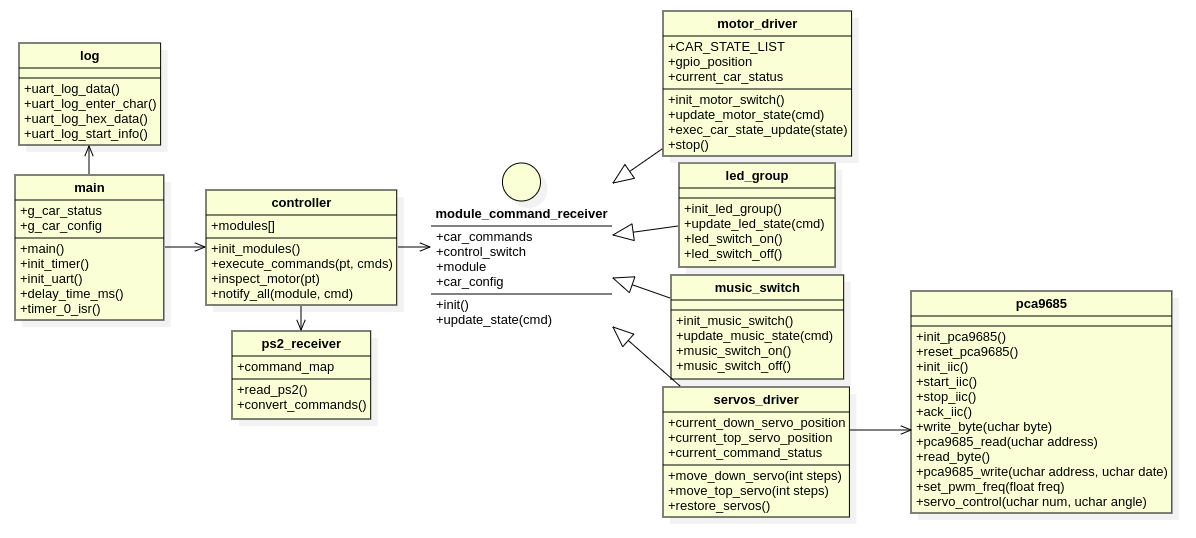 log
+uart_log_data()
+uart_log_enter_char()
+uart_log_hex_data()
+uart_log_start_info()
main
+g_car_status
+g_car_config
+main()
+init_timer()
+init_uart()
+delay_time_ms()
+timer_0_isr()
controller
+modules[]
+init_modules()
+execute_commands(pt, cmds)
+inspect_motor(pt)
+notify_all(module, cmd)
ps2_receiver
+command_map
+read_ps2()
+convert_commands()
module_command_receiver
+car_commands
+control_switch
+module
+car_config
+init()
+update_state(cmd)
motor_driver
+CAR_STATE_LIST
+gpio_position
+current_car_status
+init_motor_switch()
+update_motor_state(cmd)
+exec_car_state_update(state)
+stop()
led_group
+init_led_group()
+update_led_state(cmd)
+led_switch_on()
+led_switch_off()
music_switch
+init_music_switch()
+update_music_state(cmd)
+music_switch_on()
+music_switch_off()
servos_driver
+current_down_servo_position
+current_top_servo_position
+current_command_status
+move_down_servo(int steps)
+move_top_servo(int steps)
+restore_servos()
pca9685
+init_pca9685()
+reset_pca9685()
+init_iic()
+start_iic()
+stop_iic()
+ack_iic()
+write_byte(uchar byte)
+pca9685_read(uchar address)
+read_byte()
+pca9685_write(uchar address, uchar date)
+set_pwm_freq(float freq)
+servo_control(uchar num, uchar angle)